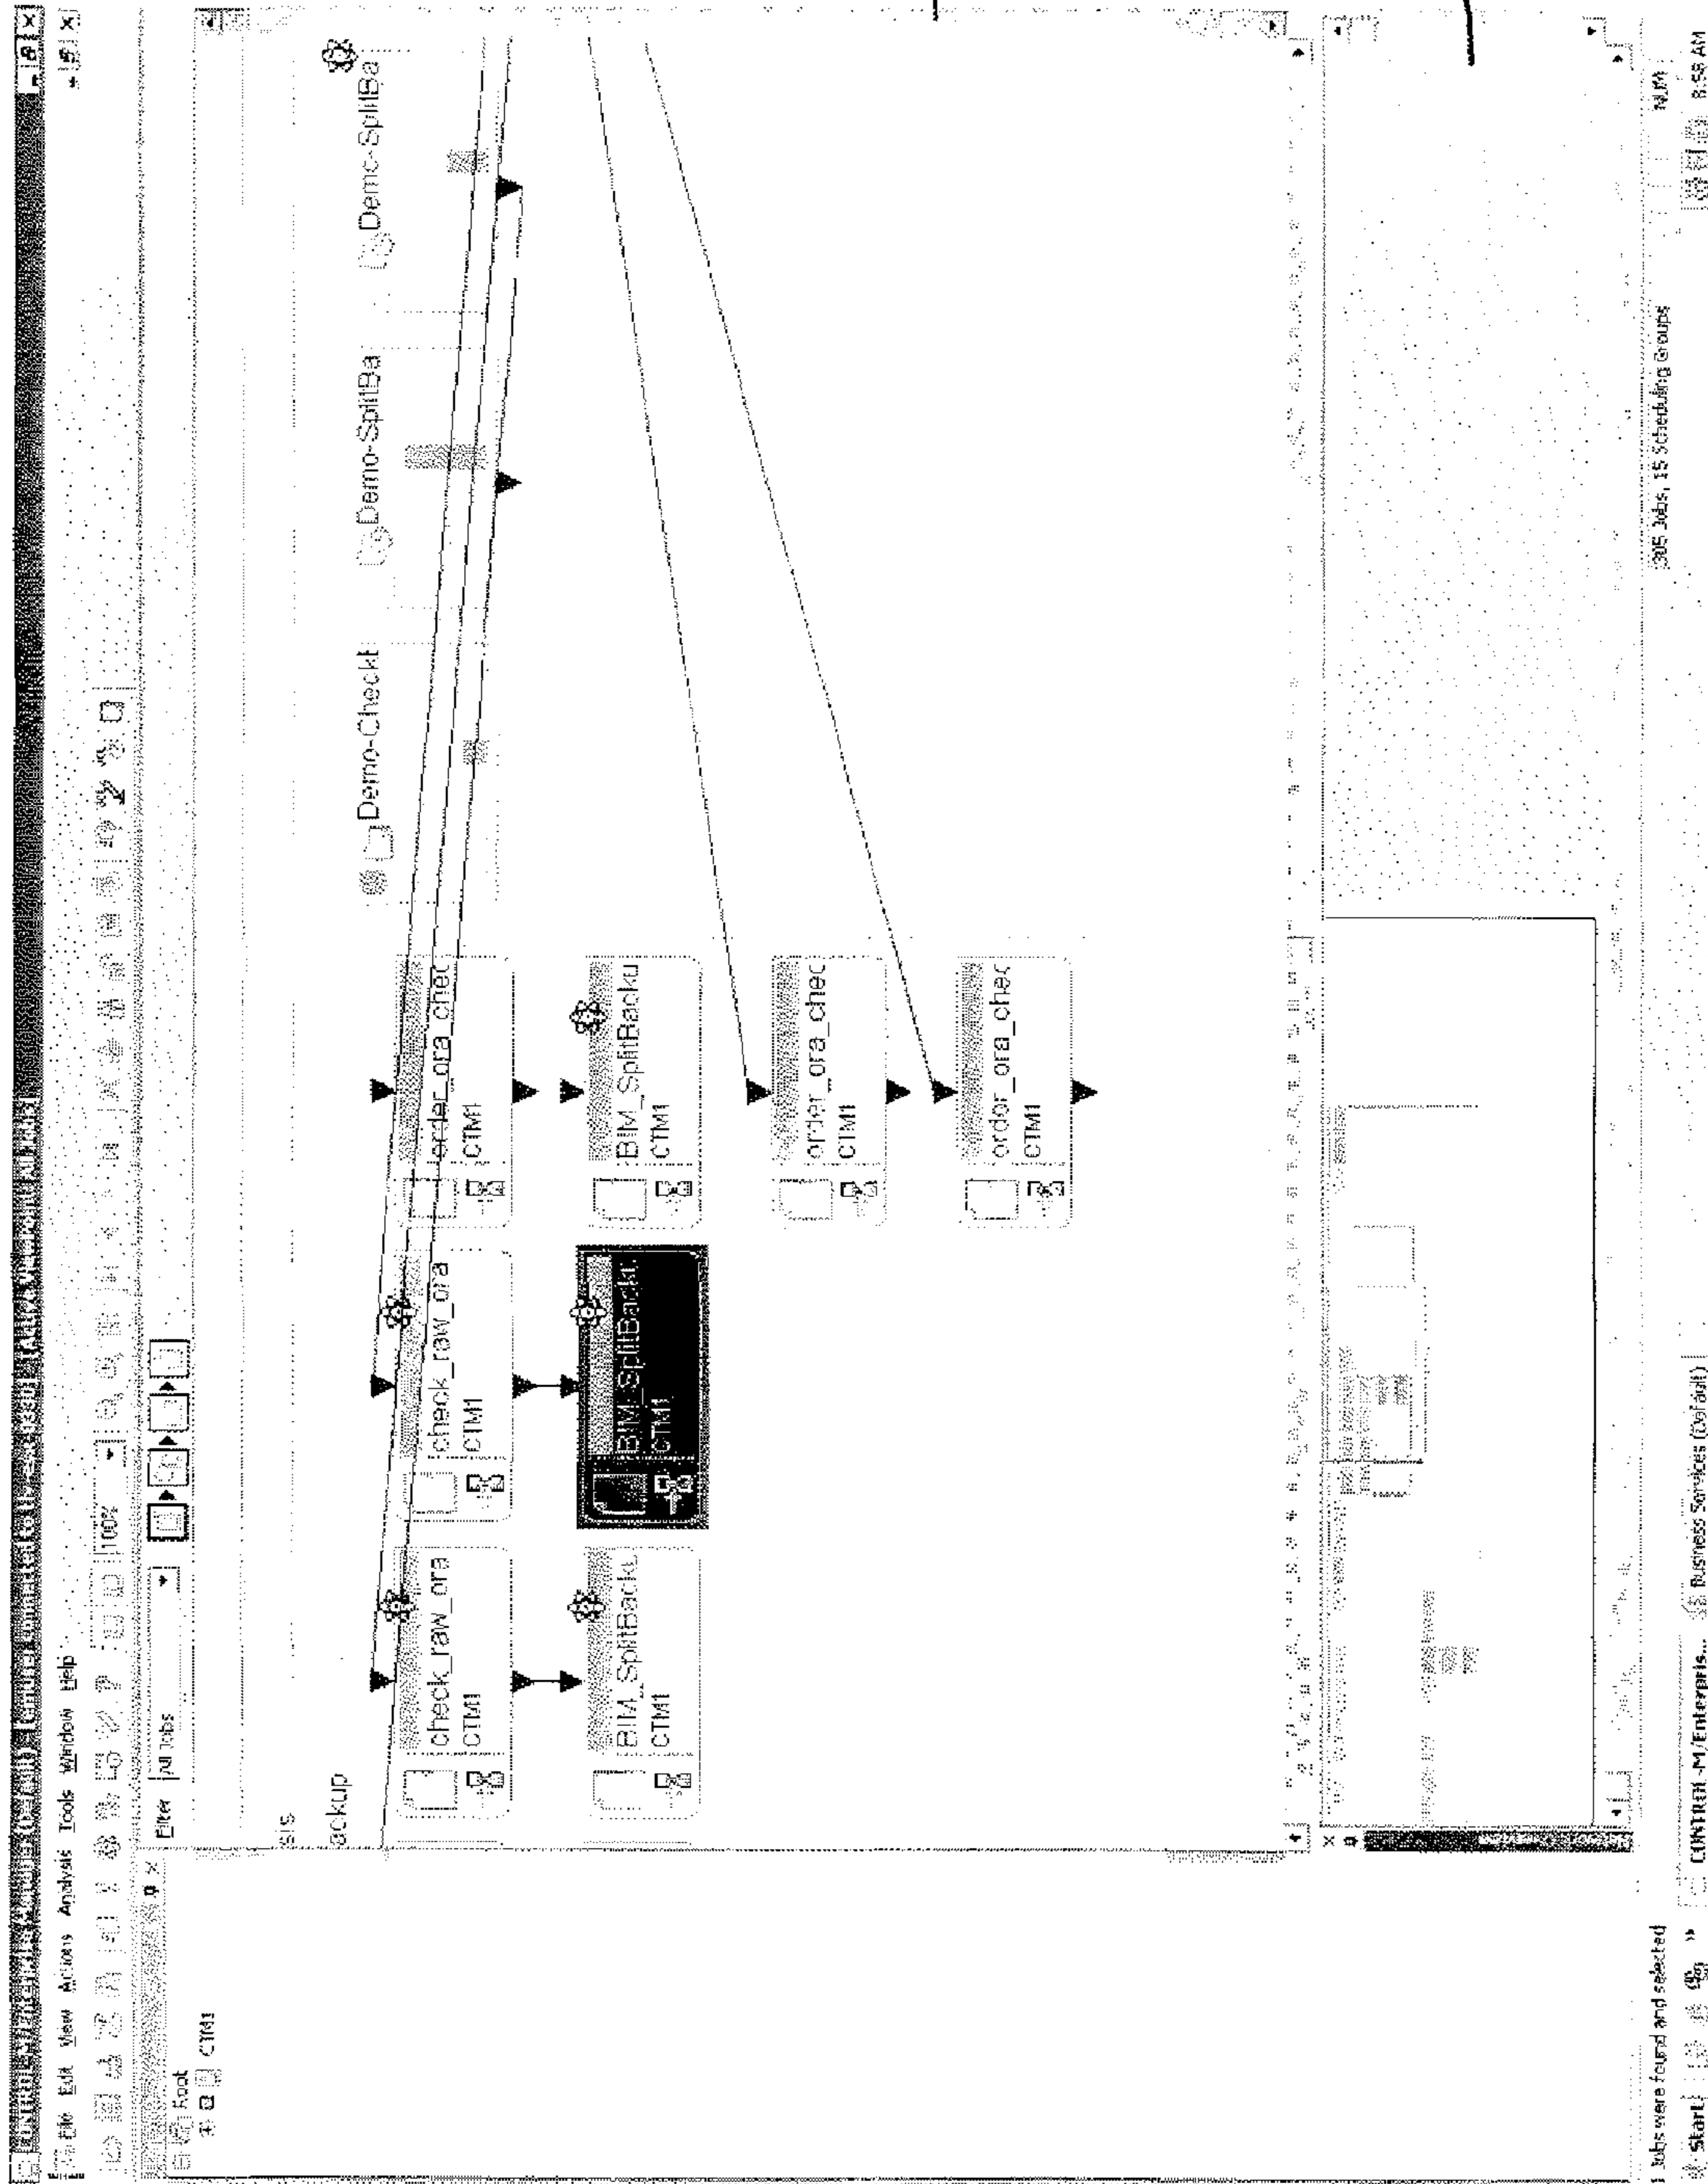 File Edit View Actions Analysis Tools Window Help
100%
Filter All Jobs
Root
CTM1
sis
ackup
check_raw_ora
CTM1
check_raw_ora
CTM1
order_ora_chec
CTM1
Demo-CheckE
Demo-SplitBa
Demo-SplitBa
BIM_SplitBacku
CTM1
BIM_SplitBacku
CTM1
BIM_SplitBacku
CTM1
order_ora_chec
CTM1
order_ora_chec
CTM1
Jobs were found and selected
305 Jobs, 15 Scheduling Groups
NUM
Start
CONTROL-M/Enterpris...
Business Services (Default)
8:58 AM